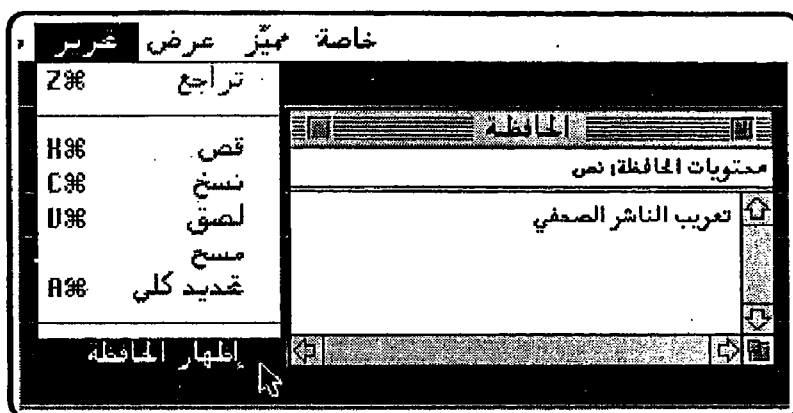 خاصة مميّز عرض تحرير
تراجع ⌘Z
قص ⌘X
نسخ ⌘C
لصق ⌘V
مسح
تحديد كلي ⌘A
إظهار الحافظة
الحافظة
محتويات الحافظة: نص
تعريب الناشر الصحفي